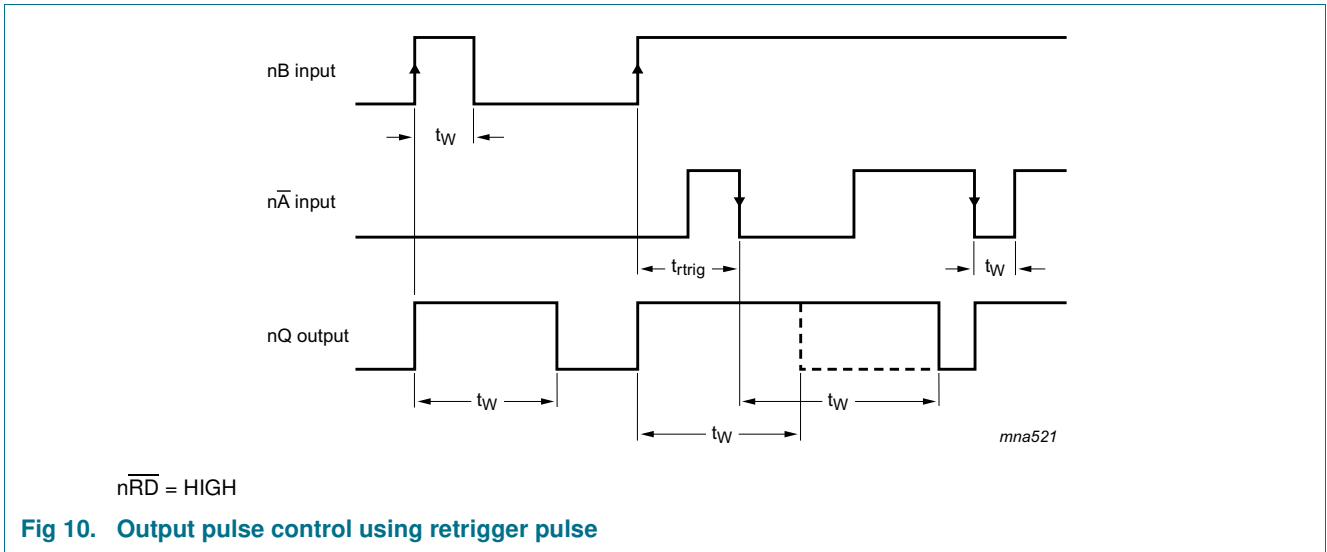 nB input
tW
nA̅ input
trtrig
tW
nQ output
tW
tW
tW
mna521
nR̅D̅ = HIGH
Fig 10. Output pulse control using retrigger pulse